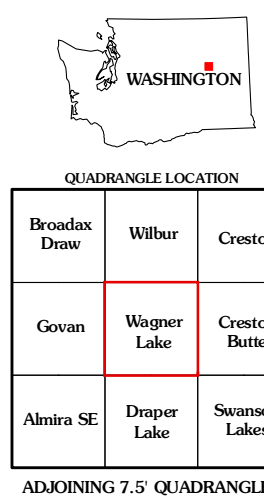 WASHINGTON
QUADRANGLE LOCATION
Broadax
Draw
Wilbur
Cresto
Govan
Wagner
Lake
Cresto
Butte
Almira SE
Draper
Lake
Swanso
Lakes
ADJOINING 7.5' QUADRANGLE